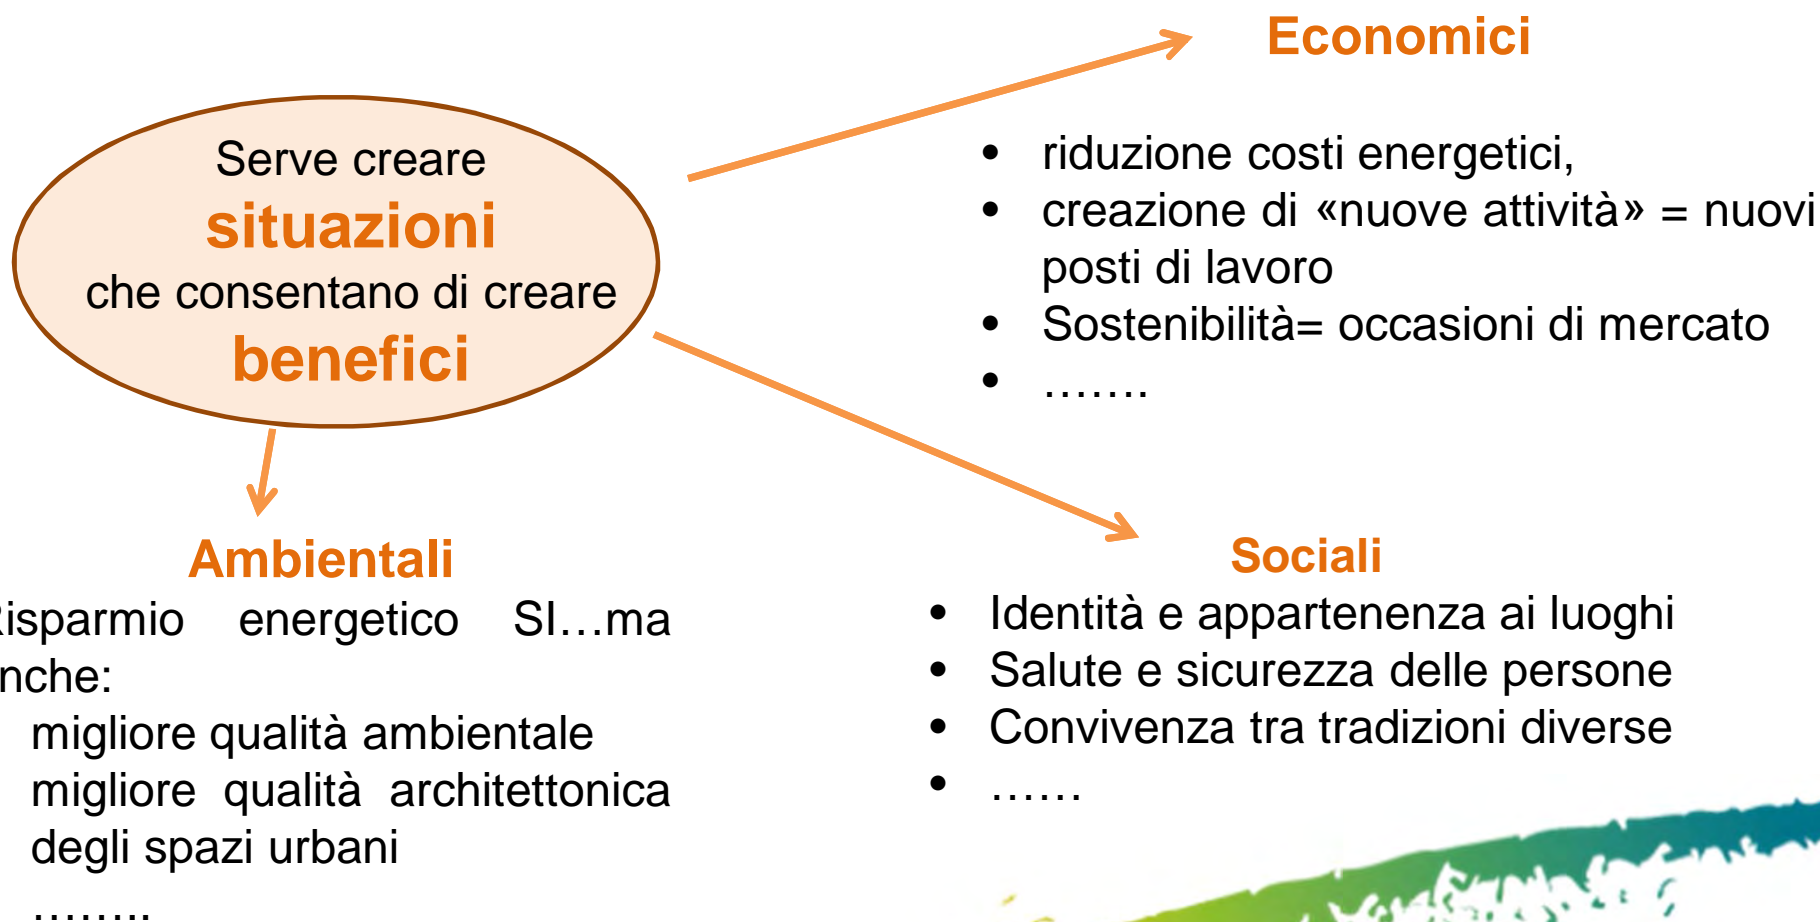 Economici
Serve creare
situazioni
che consentano di creare
benefici
• riduzione costi energetici,
• creazione di «nuove attività» = nuovi
posti di lavoro
• Sostenibilità= occasioni di mercato
• …….
Ambientali
Risparmio energetico SI…ma
anche:
migliore qualità ambientale
migliore qualità architettonica
degli spazi urbani
……..
Sociali
• Identità e appartenenza ai luoghi
• Salute e sicurezza delle persone
• Convivenza tra tradizioni diverse
• ……